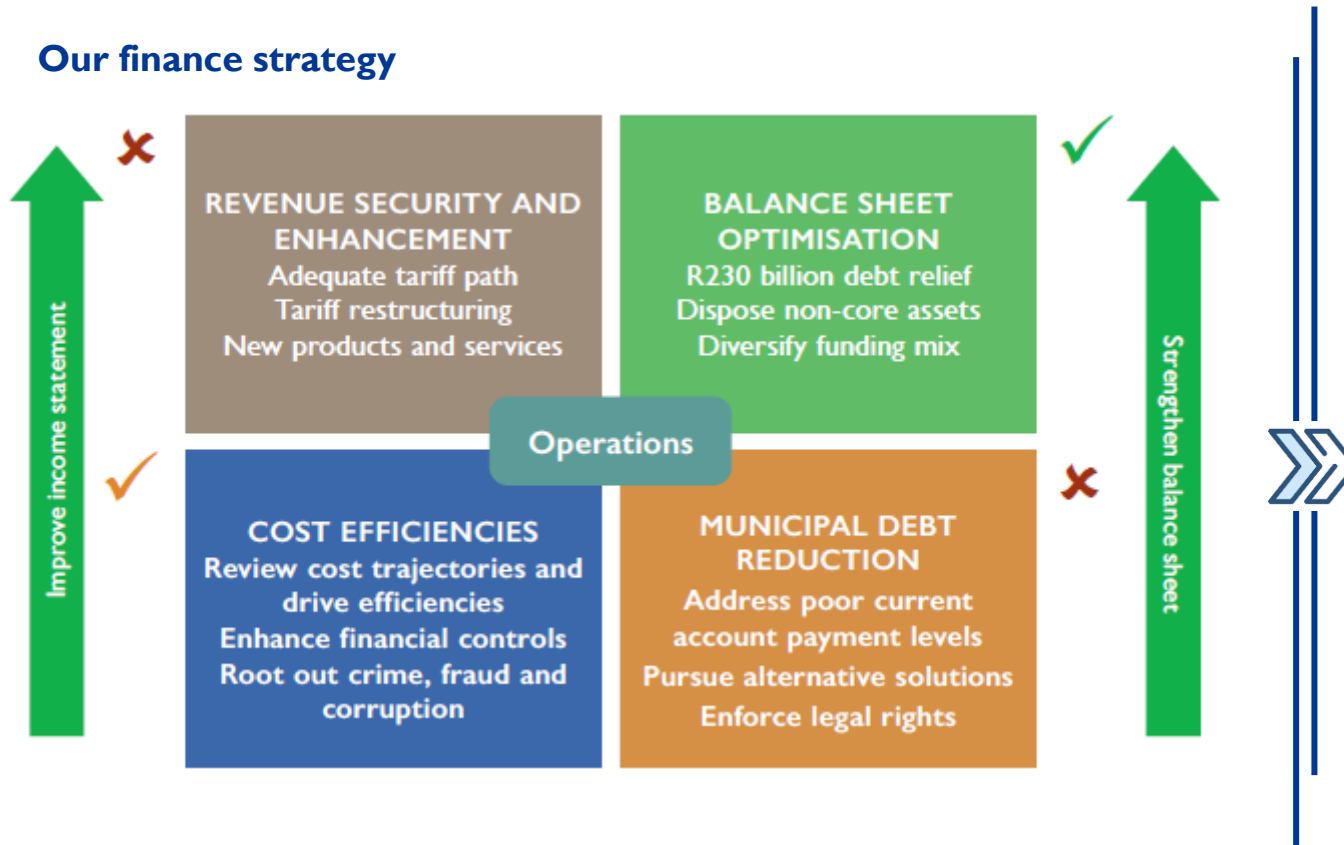 Our finance strategy
Improve income statement
REVENUE SECURITY AND
ENHANCEMENT
Adequate tariff path
Tariff restructuring
New products and services
BALANCE SHEET
OPTIMISATION
R230 billion debt relief
Dispose non-core assets
Diversify funding mix
Operations
COST EFFICIENCIES
Review cost trajectories and
drive efficiencies
Enhance financial controls
Root out crime, fraud and
corruption
MUNICIPAL DEBT
REDUCTION
Address poor current
account payment levels
Pursue alternative solutions
Enforce legal rights
Strengthen balance sheet